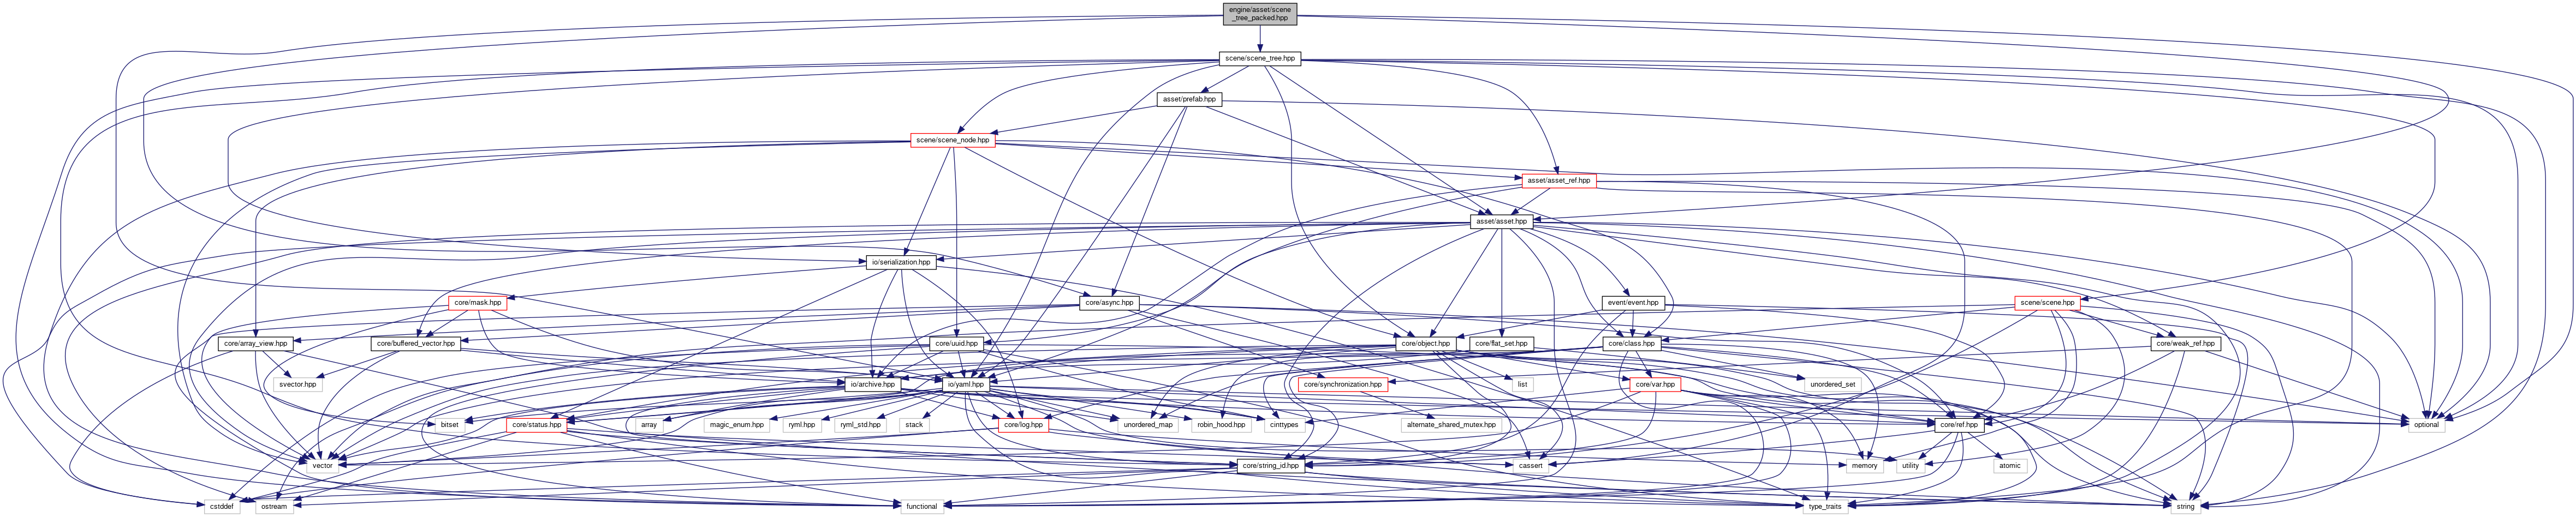 engine/asset/scene
_tree_packed.hpp
scene/scene_tree.hpp
asset/prefab.hpp
scene/scene_node.hpp
asset/asset_ref.hpp
asset/asset.hpp
io/serialization.hpp
core/mask.hpp
core/async.hpp
event/event.hpp
scene/scene.hpp
core/array_view.hpp
core/buffered_vector.hpp
core/uuid.hpp
core/object.hpp
core/flat_set.hpp
core/class.hpp
core/weak_ref.hpp
svector.hpp
io/archive.hpp
io/yaml.hpp
core/synchronization.hpp
list
core/var.hpp
unordered_set
bitset
core/status.hpp
array
magic_enum.hpp
ryml.hpp
ryml_std.hpp
stack
core/log.hpp
unordered_map
robin_hood.hpp
cinttypes
alternate_shared_mutex.hpp
core/ref.hpp
optional
vector
core/string_id.hpp
cassert
memory
utility
atomic
cstddef
ostream
functional
type_traits
string